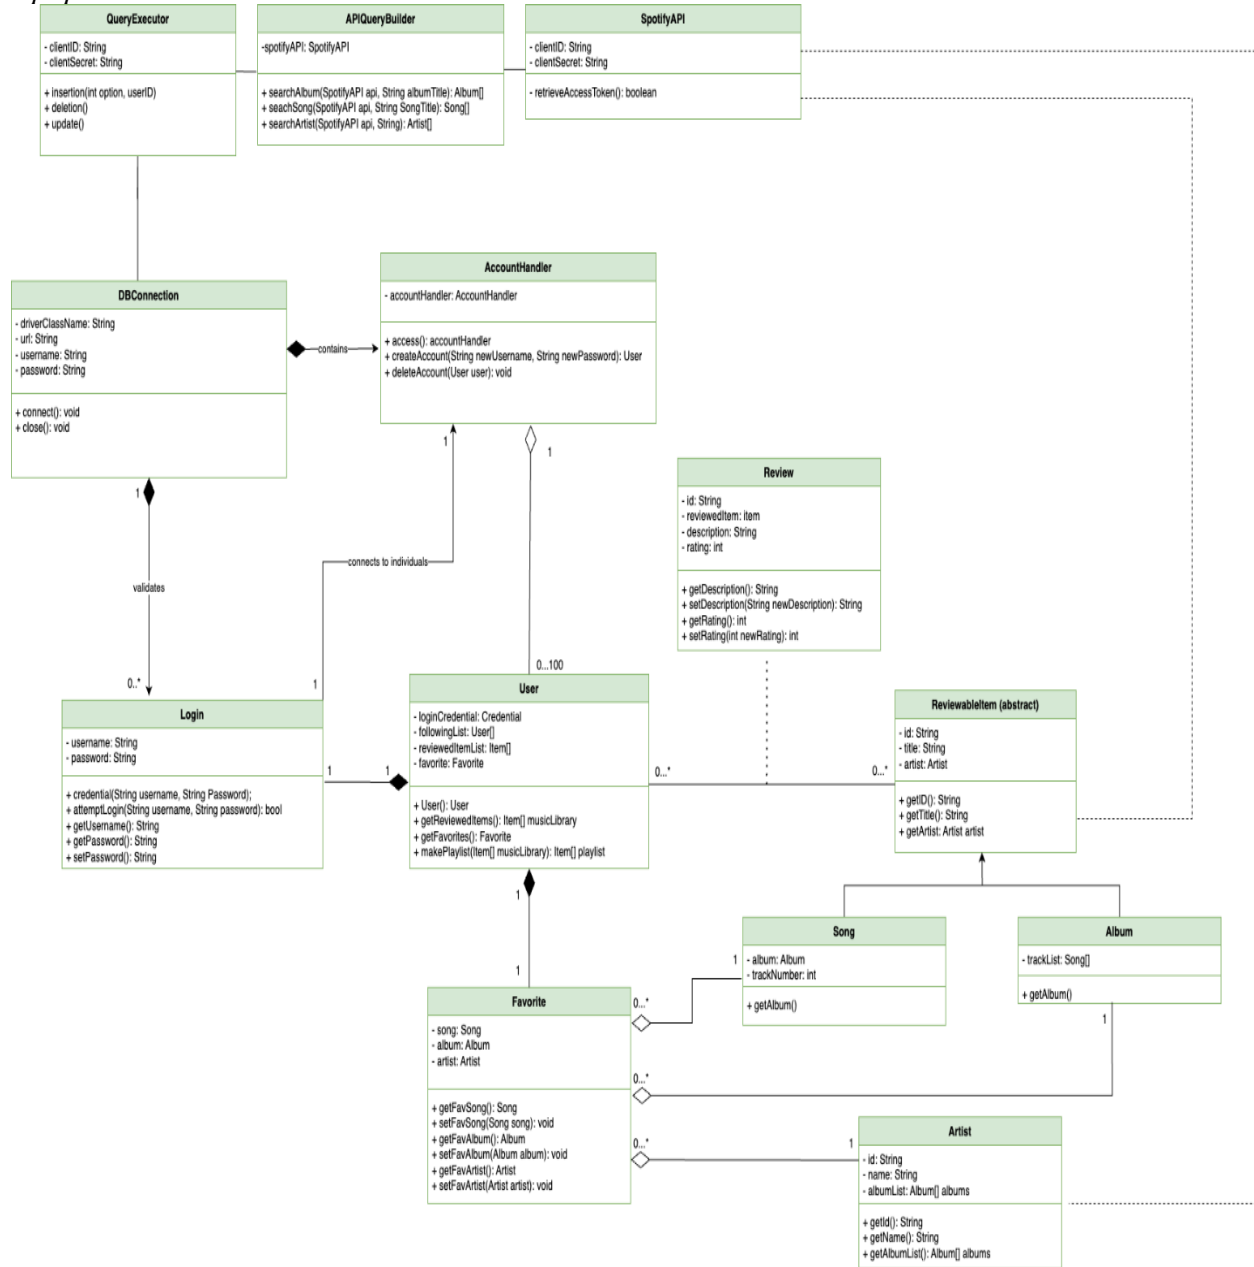 QueryExecutor
- clientID: String
- clientSecret: String
+ insertion(int option, userID)
+ deletion()
+ update()
APIQueryBuilder
-spotifyAPI: SpotifyAPI
+ searchAlbum(SpotifyAPI api, String albumTitle): Album[]
+ seachSong(SpotifyAPI api, String SongTitle): Song[]
+ searchArtist(SpotifyAPI api, String): Artist[]
SpotifyAPI
- clientID: String
- clientSecret: String
- retrieveAccessToken(): boolean
DBConnection
- driverClassName: String
- url: String
- username: String
- password: String
+ connect(): void
+ close(): void
contains
AccountHandler
- accountHandler: AccountHandler
+ access(): accountHandler
+ createAccount(String newUsername, String newPassword): User
+ deleteAccount(User user): void
1
1
1
validates
connects to individuals
0..*
1
0...100
Review
- id: String
- reviewedItem: item
- description: String
- rating: int
+ getDescription(): String
+ setDescription(String newDescription): String
+ getRating(): int
+ setRating(int newRating): int
Login
- username: String
- password: String
+ credential(String username, String Password);
+ attemptLogin(String username, String password): bool
+ getUsername(): String
+ getPassword(): String
+ setPassword(): String
1
1
User
- loginCredential: Credential
- followingList: User[]
- reviewedItemList: Item[]
- favorite: Favorite
+ User(): User
+ getReviewedItems(): Item[] musicLibrary
+ getFavorites(): Favorite
+ makePlaylist(Item[] musicLibrary): Item[] playlist
0...*
0...*
ReviewableItem (abstract)
- id: String
- title: String
- artist: Artist
+ getID(): String
+ getTitle(): String
+ getArtist: Artist artist
1
1
Song
- album: Album
- trackNumber: int
+ getAlbum()
Album
- trackList: Song[]
+ getAlbum()
1
1
Favorite
- song: Song
- album: Album
- artist: Artist
+ getFavSong(): Song
+ setFavSong(Song song): void
+ getFavAlbum(): Album
+ setFavAlbum(Album album): void
+ getFavArtist(): Artist
+ setFavArtist(Artist artist): void
0...*
0...*
0...*
1
Artist
- id: String
- name: String
- albumList: Album[] albums
+ getId(): String
+ getName(): String
+ getAlbumList(): Album[] albums